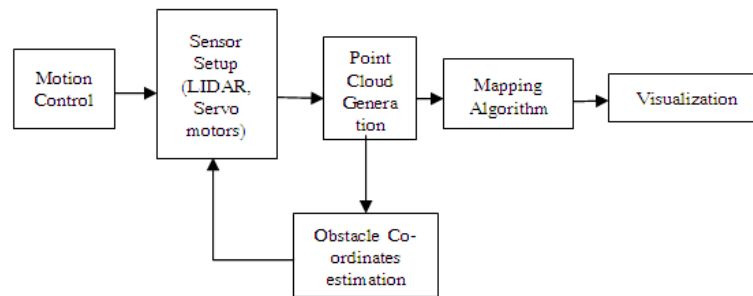 Motion
Control
Sensor
Setup
(LIDAR,
Servo
motors)
Point
Cloud
Genera
tion
Mapping
Algorithm
Visualization
Obstacle Co-
ordinates
estimation